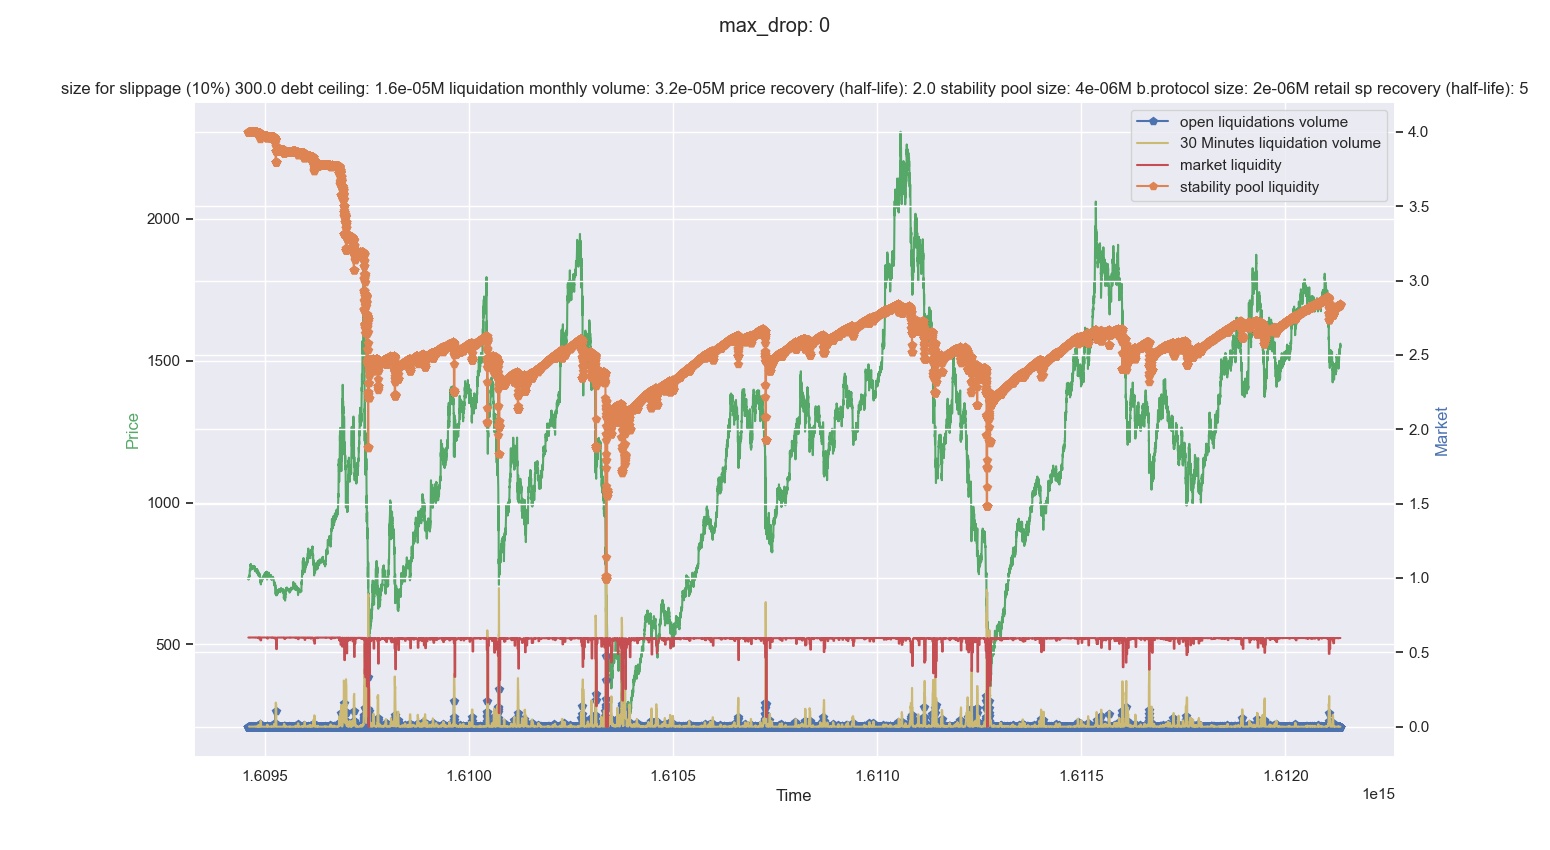 max_drop: 0
size for slippage (10%) 300.0 debt ceiling: 1.6e-05M liquidation monthly volume: 3.2e-05M price recovery (half-life): 2.0 stability pool size: 4e-06M b.protocol size: 2e-06M retail sp recovery (half-life): 5
open liquidations volume
30 Minutes liquidation volume
market liquidity
stability pool liquidity
2000
1500
1000
500
Price
4.0
3.5
3.0
2.5
2.0
1.5
1.0
0.5
0.0
Market
1.6095
1.6100
1.6105
1.6110
1.6115
1.6120
1e15
Time